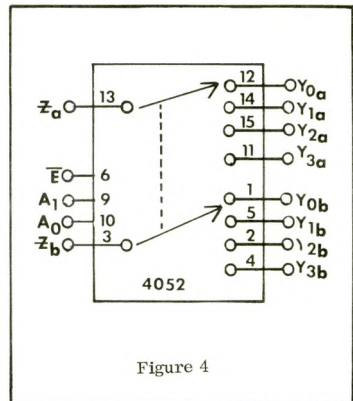 12 Y0a
Za 13
14 Y1a
15 Y2a
11 Y3a
E̅ 6
1 Y0b
A1 9
5 Y1b
A0 10
2 Y2b
Zb 3
4 Y3b
4052
Figure 4